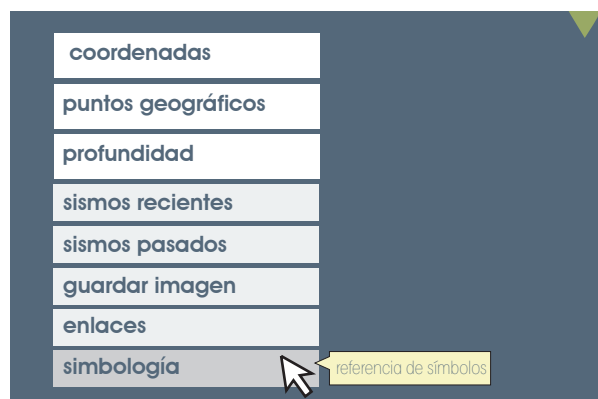 coordenadas
puntos geográficos
profundidad
sismos recientes
sismos pasados
guardar imagen
enlaces
simbología
referencia de símbolos